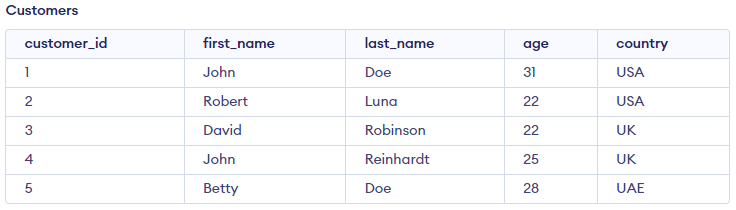 Customers
customer_id first_name last_name age country
1 John Doe 31 USA
2 Robert Luna 22 USA
3 David Robinson 22 UK
4 John Reinhardt 25 UK
5 Betty Doe 28 UAE